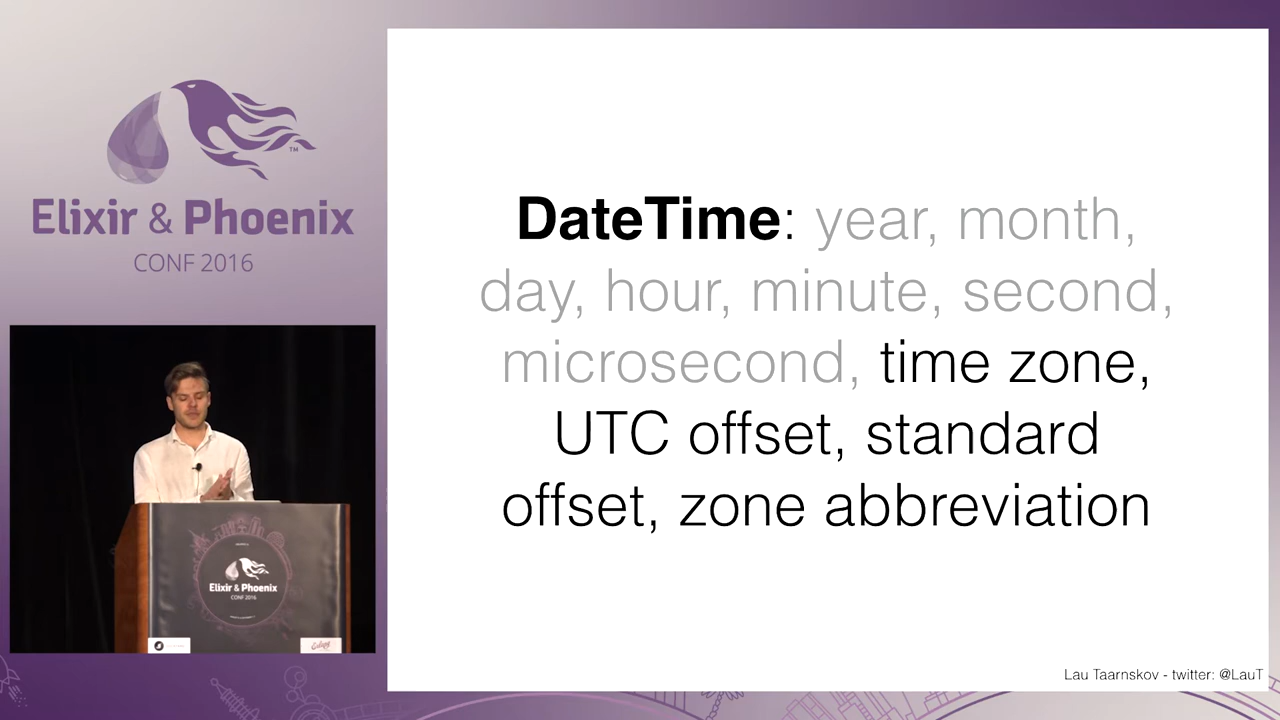 Elixir & Phoenix
CONF 2016
TM
DateTime: year, month,
day, hour, minute, second,
microsecond, time zone,
UTC offset, standard
offset, zone abbreviation
Elixir & Phoenix
CONF 2016
Lau Taarnskov - twitter: @LauT